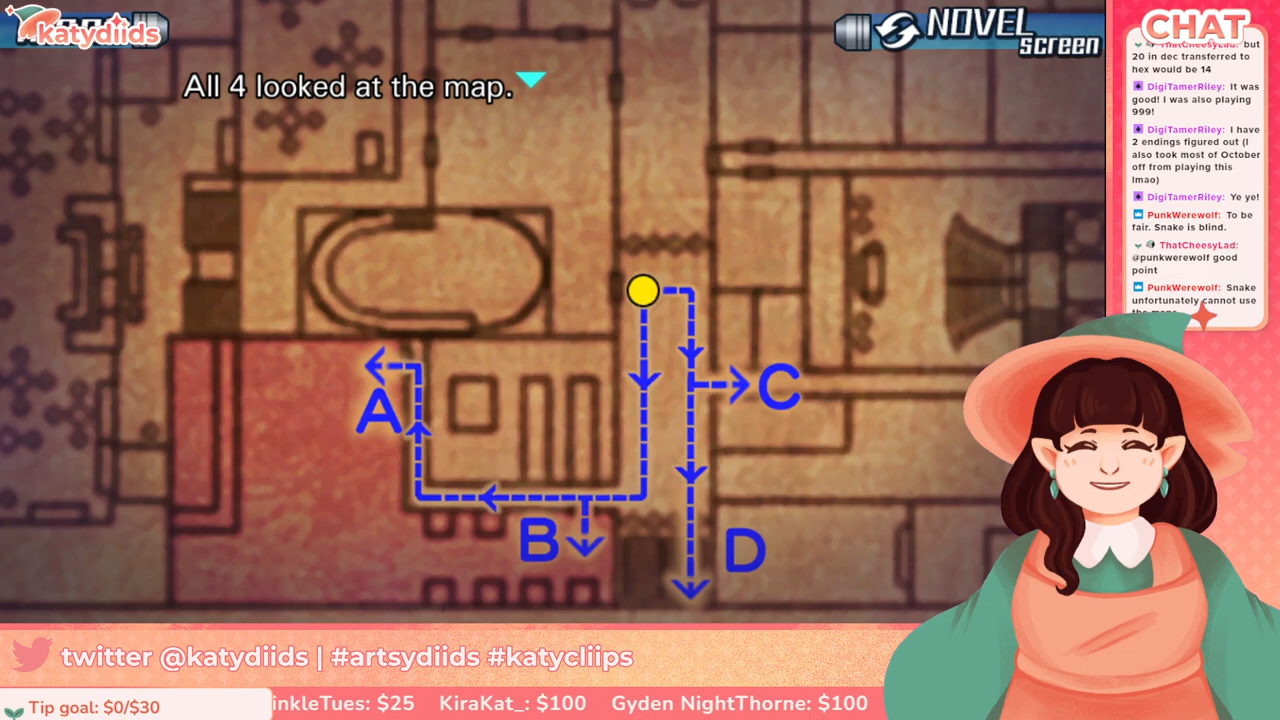 katydiids
NOVEL
screen
All 4 looked at the map.
A
B
C
D
CHAT
ThatCheesyLad: but
20 in dec transferred to
hex would be 14
DigiTamerRiley: It was
good! I was also playing
999!
DigiTamerRiley: I have
2 endings figured out (I
also took most of October
off from playing this
lmao)
DigiTamerRiley: Ye ye!
PunkWerewolf: To be
fair. Snake is blind.
ThatCheesyLad:
@punkwerewolf good
point
PunkWerewolf: Snake
unfortunately cannot use
twitter @katydiids | #artsydiids #katycliips
Tip goal: $0/$30
inkleTues: $25 KiraKat_: $100 Gyden NightThorne: $100